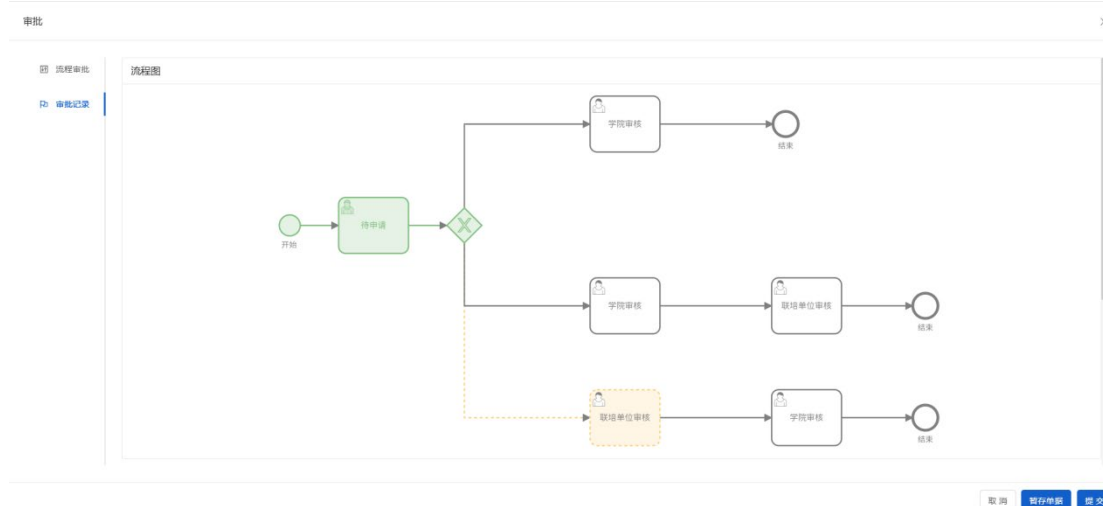 审批
流程审批
审批记录
流程图
学院审核
结束
待申请
开始
学院审核
联培单位审核
结束
联培单位审核
学院审核
结束
取 消
暂存单据
提 交